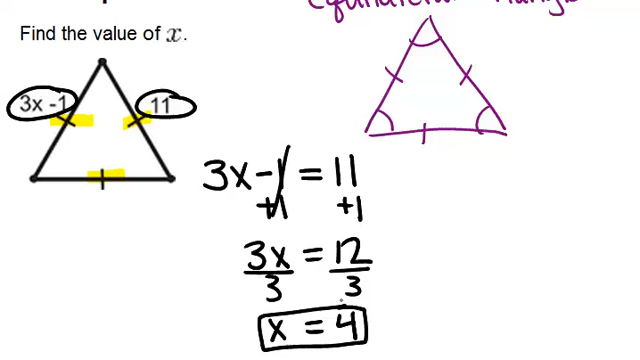 Find the value of x.
3x -1
11
3x - 1 = 11
+1 +1
3x = 12
3 3
x = 4